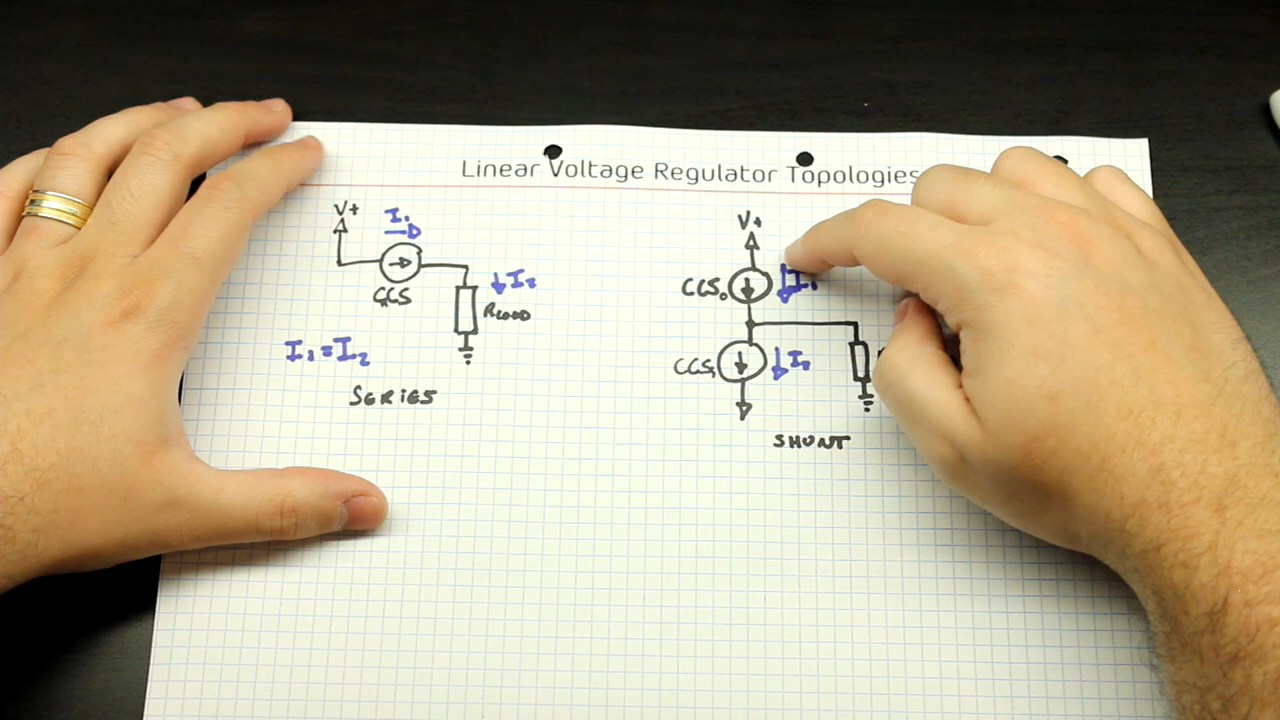 Linear Voltage Regulator Topologies
V+
I₁
CCS
I₂
RLOAD
I₁ = I₂
SERIES
V+
CCS₀
I₁
CCS₁
I₂
SHUNT